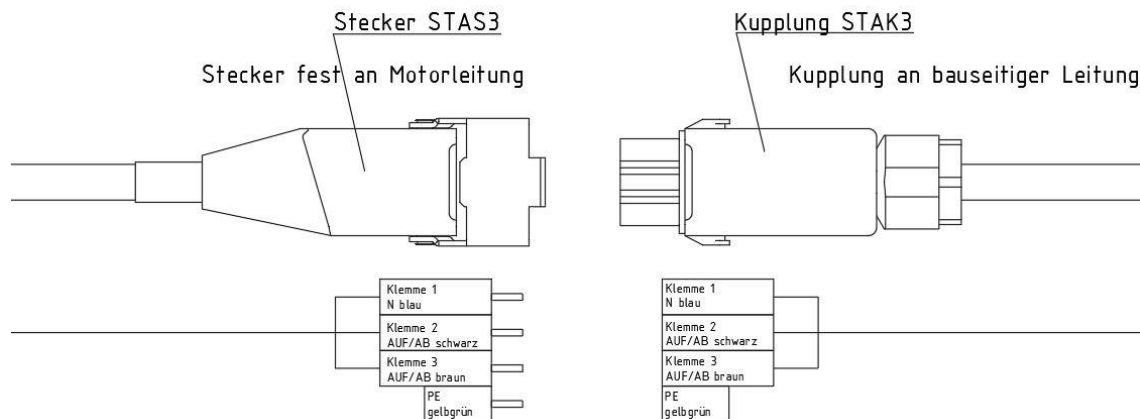 Stecker STAS3
Kupplung STAK3
Stecker fest an Motorleitung
Kupplung an bauseitiger Leitung
Klemme 1
N blau
Klemme 2
AUF/AB schwarz
Klemme 3
AUF/AB braun
PE
gelbgrün
Klemme 1
N blau
Klemme 2
AUF/AB schwarz
Klemme 3
AUF/AB braun
PE
gelbgrün